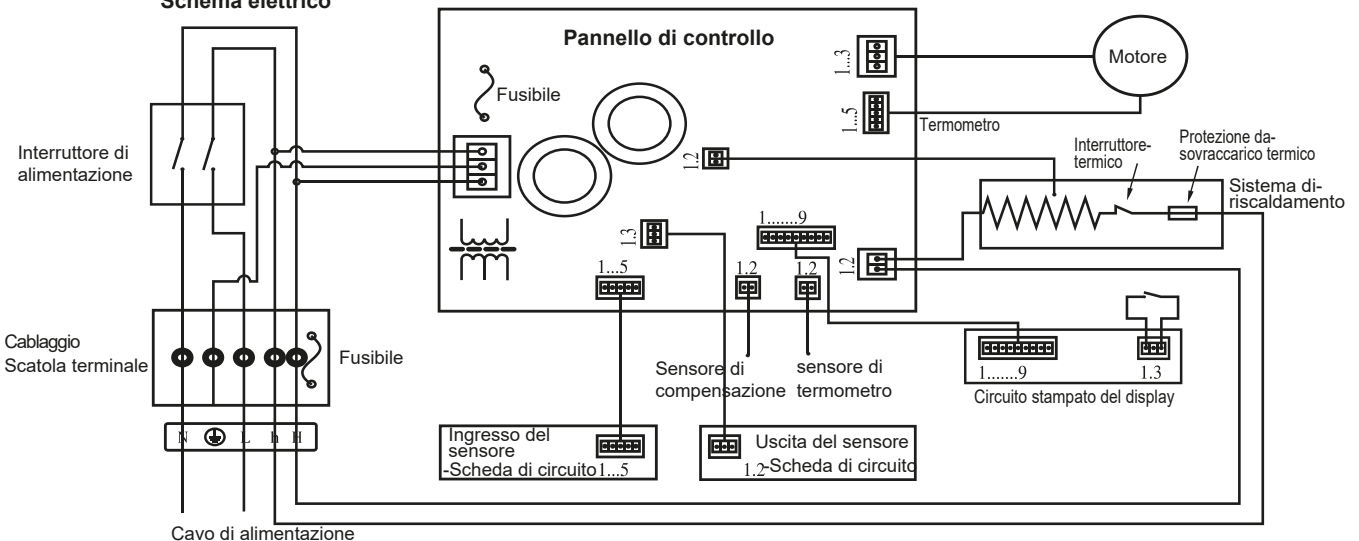 Schema elettrico
Pannello di controllo
Fusibile
1...3
Motore
1...5
Termometro
Interruttore-
termico
Protezione da-
sovraccarico termico
Sistema di-
riscaldamento
Interruttore di
alimentazione
1.2
1.3
1.......9
1...5
1.2
1.2
1.2
Cablaggio
Scatola terminale
Fusibile
Sensore di
compensazione
sensore di
termometro
1.......9
1.3
Circuito stampato del display
N
L
h
H
Ingresso del
sensore
-Scheda di circuito 1...5
Uscita del sensore
1.2-Scheda di circuito
Cavo di alimentazione